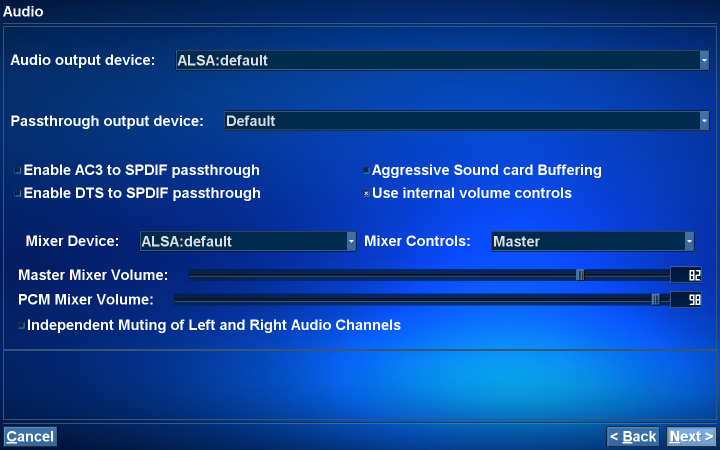 Audio
Audio output device: ALSA:default
Passthrough output device: Default
Enable AC3 to SPDIF passthrough Aggressive Sound card Buffering
Enable DTS to SPDIF passthrough Use internal volume controls
Mixer Device: ALSA:default Mixer Controls: Master
Master Mixer Volume: 82
PCM Mixer Volume: 98
Independent Muting of Left and Right Audio Channels
Cancel < Back Next >